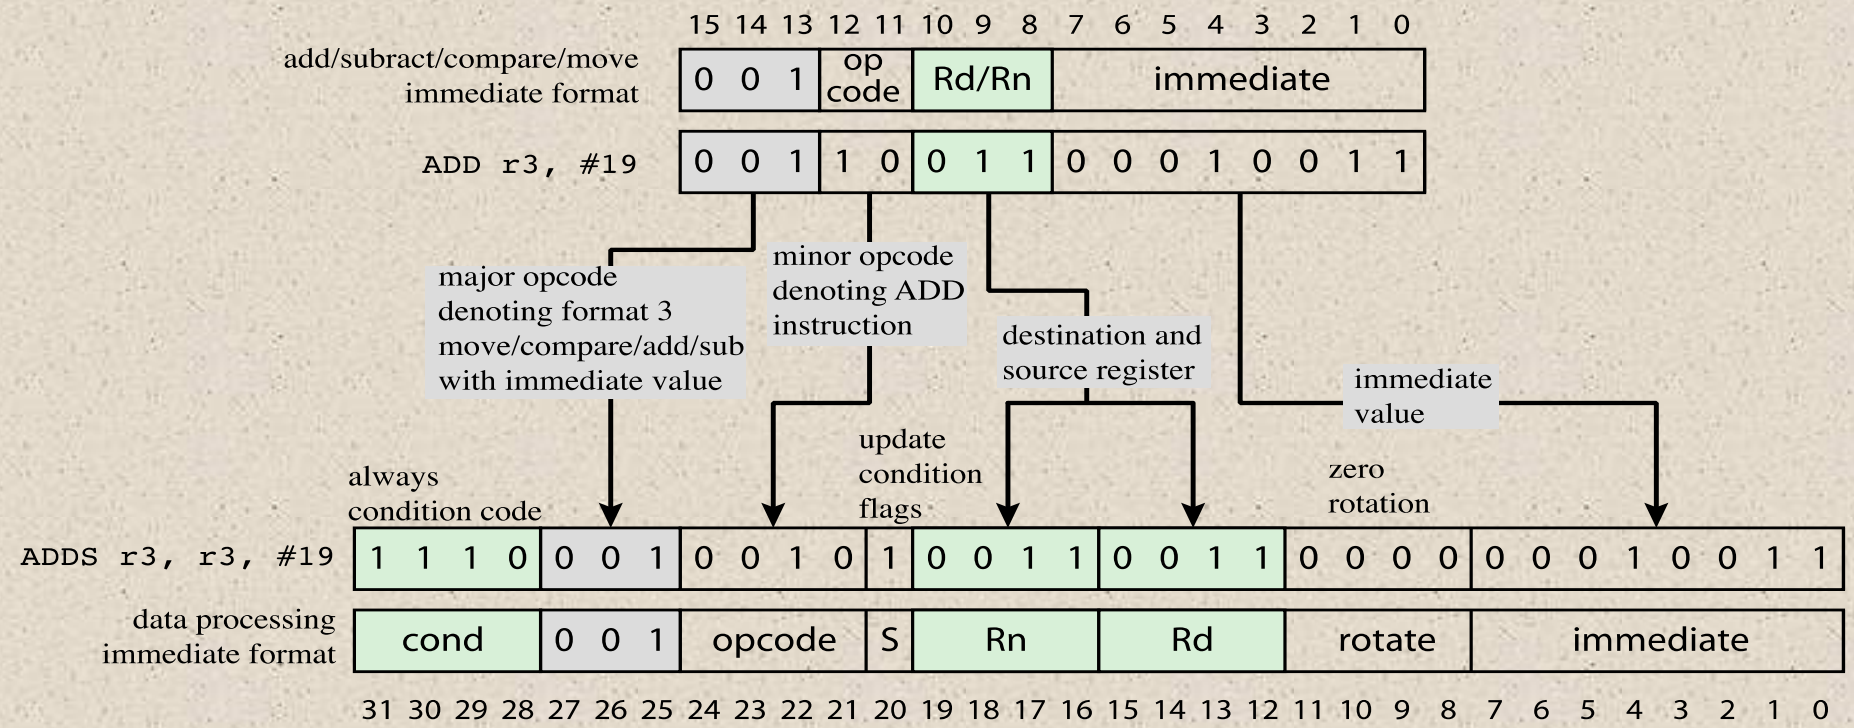 15 14 13 12 11 10 9 8 7 6 5 4 3 2 1 0
add/subract/compare/move
immediate format
0 0 1
op
code
Rd/Rn
immediate
ADD r3, #19
0 0 1 1 0 0 1 1 0 0 0 1 0 0 1 1
major opcode
denoting format 3
move/compare/add/sub
with immediate value
minor opcode
denoting ADD
instruction
destination and
source register
immediate
value
always
condition code
update
condition
flags
zero
rotation
ADDS r3, r3, #19
1 1 1 0 0 0 1 0 0 1 0 1 0 0 1 1 0 0 1 1 0 0 0 0 0 0 0 1 0 0 1 1
data processing
immediate format
cond 0 0 1 opcode S Rn Rd rotate immediate
31 30 29 28 27 26 25 24 23 22 21 20 19 18 17 16 15 14 13 12 11 10 9 8 7 6 5 4 3 2 1 0